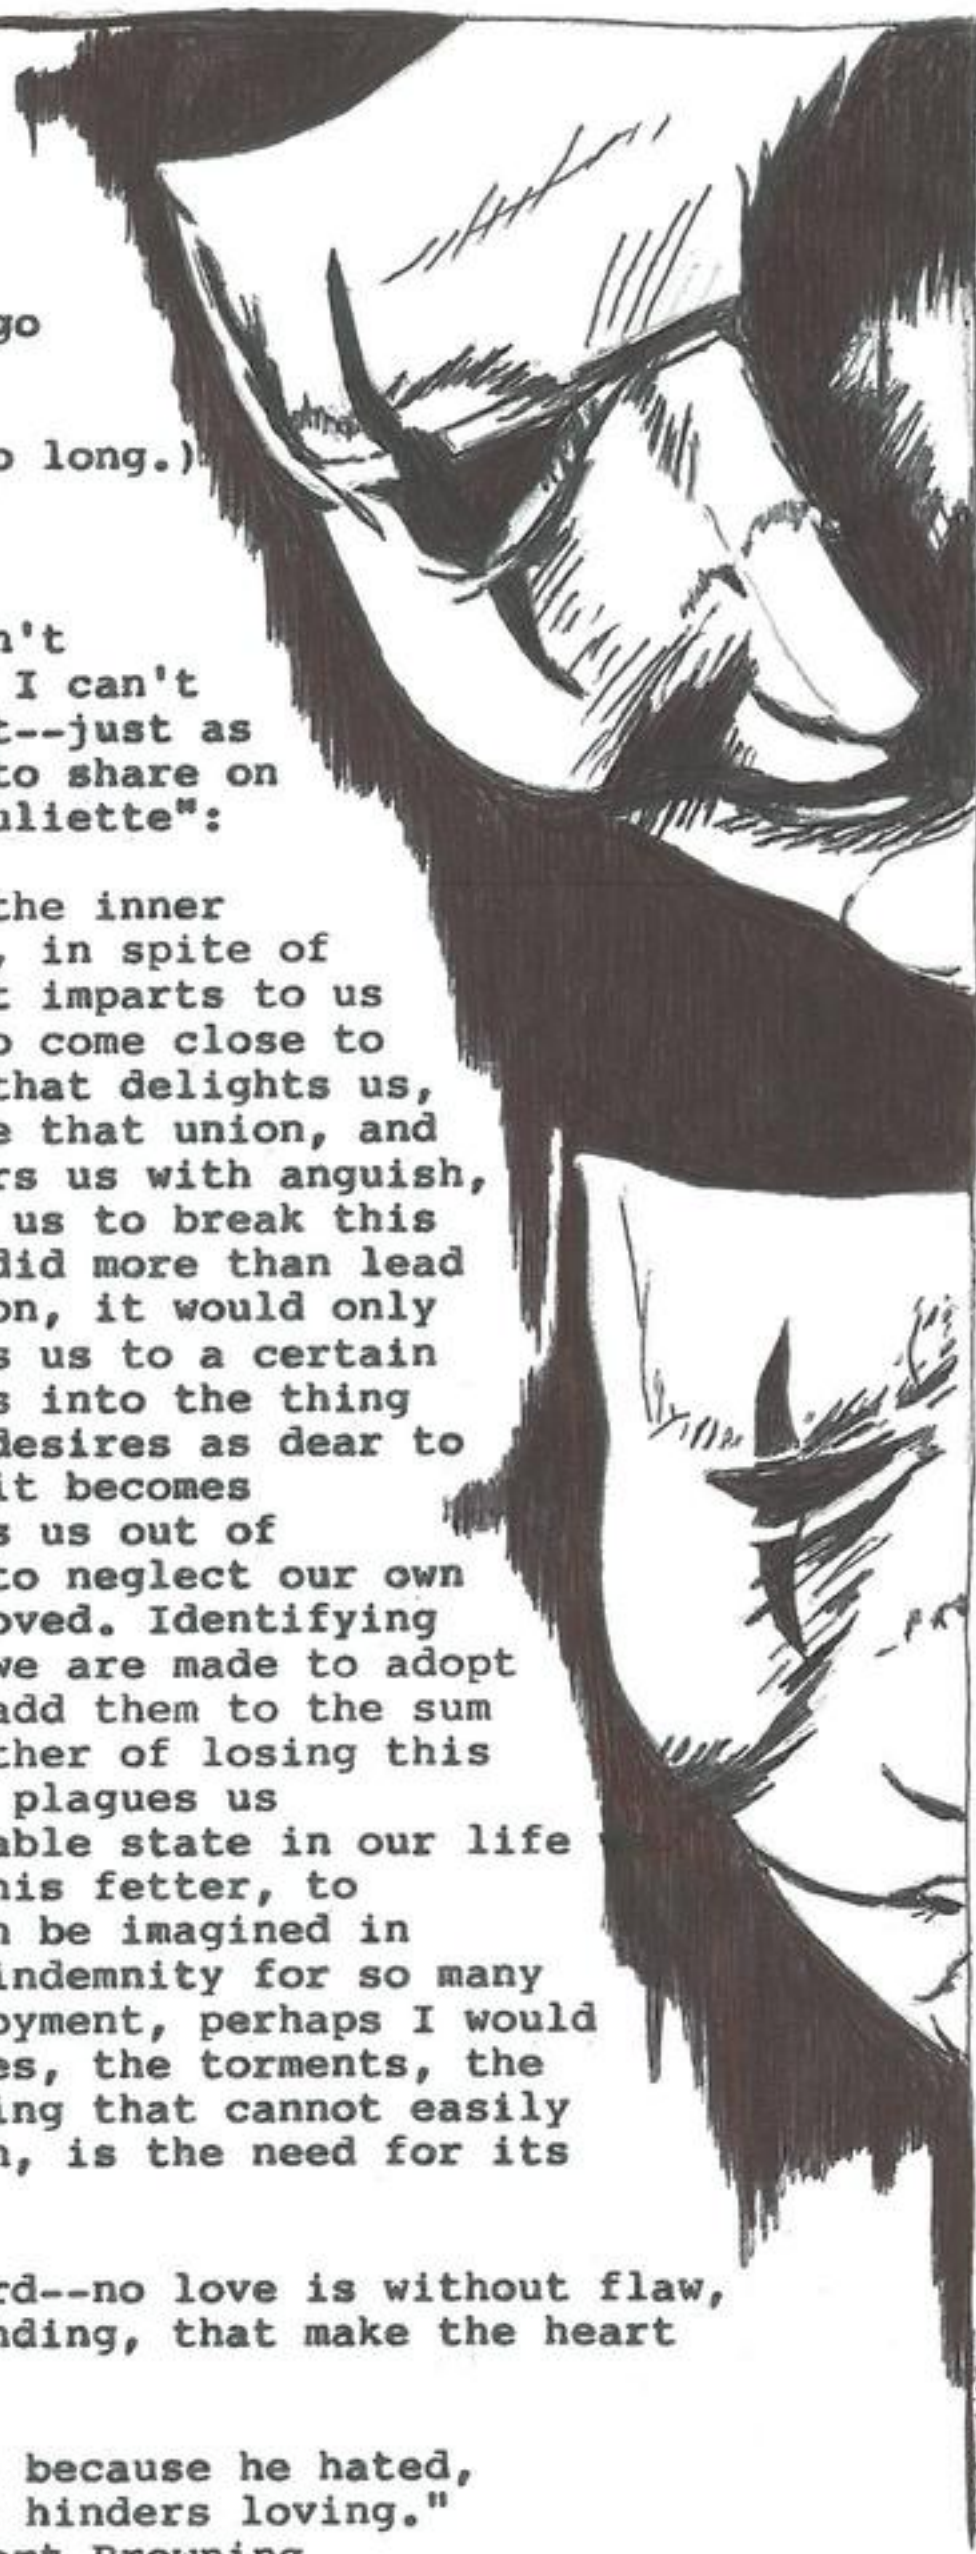 go
o long.)
n't
I can't
t--just as
to share on
uliette":
the inner
, in spite of
t imparts to us
o come close to
that delights us,
e that union, and
rs us with anguish,
us to break this
did more than lead
on, it would only
s us to a certain
s into the thing
desires as dear to
it becomes
s us out of
to neglect our own
oved. Identifying
we are made to adopt
add them to the sum
ther of losing this
plagues us
able state in our life
his fetter, to
n be imagined in
indemnity for so many
oyment, perhaps I would
es, the torments, the
ing that cannot easily
n, is the need for its
rd--no love is without flaw,
nding, that make the heart
because he hated,
hinders loving."
ert Browning